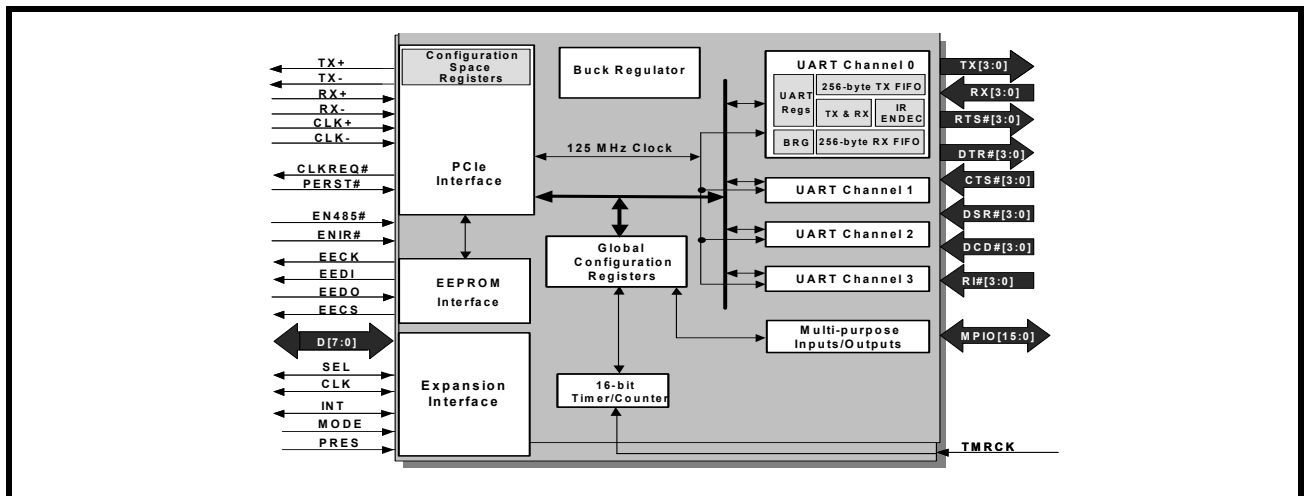 TX+
TX-
RX+
RX-
CLK+
CLK-
CLKREQ#
PERST#
EN485#
ENIR#
EECK
EEDI
EEDO
EECS
D[7:0]
SEL
CLK
INT
MODE
PRES
Configuration
Space
Registers
PCIe
Interface
EEPROM
Interface
Expansion
Interface
Buck Regulator
125 MHz Clock
Global
Configuration
Registers
16-bit
Timer/Counter
UART Channel 0
UART
Regs
256-byte TX FIFO
TX & RX
IR
ENDEC
BRG
256-byte RX FIFO
UART Channel 1
UART Channel 2
UART Channel 3
Multi-purpose
Inputs/Outputs
TX[3:0]
RX[3:0]
RTS#[3:0]
DTR#[3:0]
CTS#[3:0]
DSR#[3:0]
DCD#[3:0]
RI#[3:0]
MPIO[15:0]
TMRCK